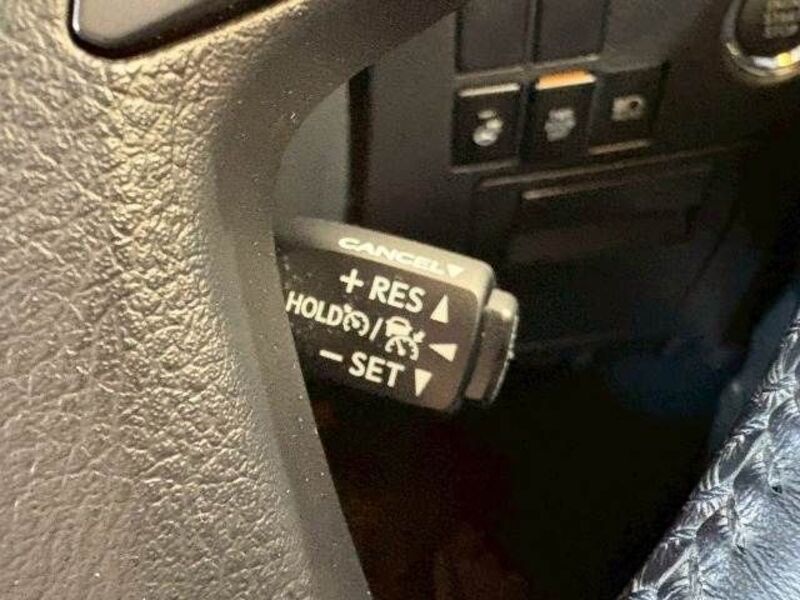 CANCEL▼
+ RES ▲
HOLD / ◀
− SET ▼